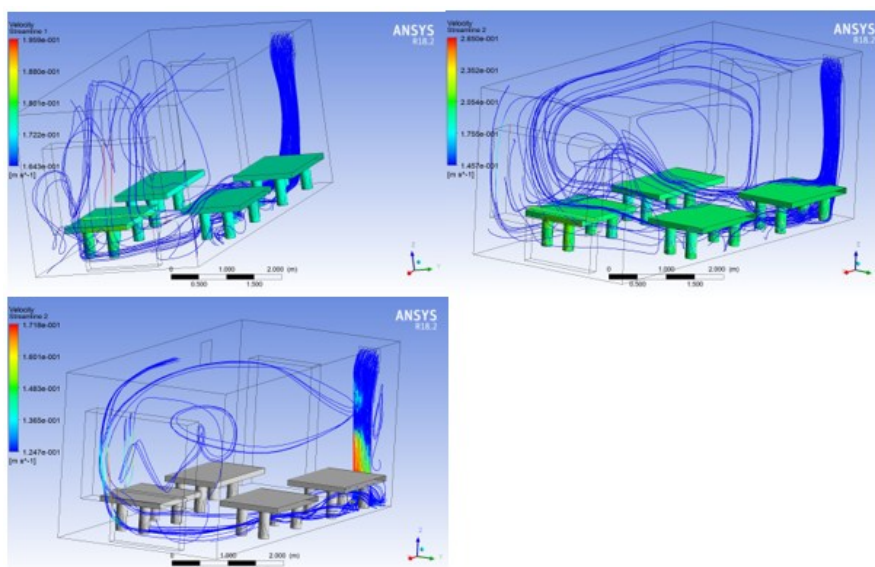 Velocity
Streamline 1
1.959e-001
1.880e-001
1.801e-001
1.722e-001
1.643e-001
[m s^-1]
ANSYS
R18.2
0
1.000
2.000
(m)
0.500
1.500
Z
Y
Velocity
Streamline 2
2.650e-001
2.352e-001
2.054e-001
1.755e-001
1.457e-001
[m s^-1]
ANSYS
R18.2
0
1.000
2.000
(m)
0.500
1.500
Z
Velocity
Streamline 2
1.718e-001
1.601e-001
1.483e-001
1.365e-001
1.247e-001
[m s^-1]
ANSYS
R18.2
0
1.000
2.000
(m)
Z
Y